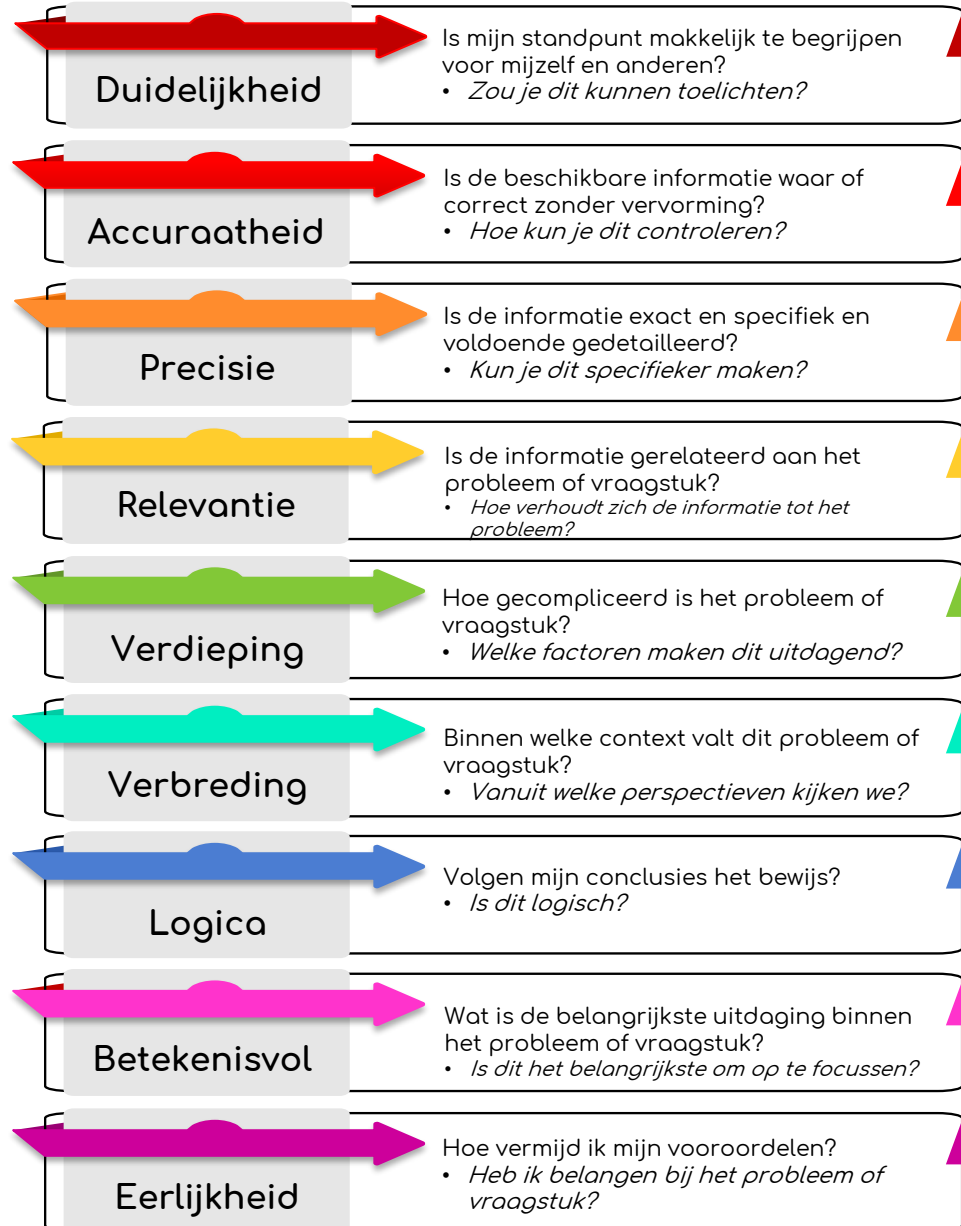 Duidelijkheid
Is mijn standpunt makkelijk te begrijpen
voor mijzelf en anderen?
• Zou je dit kunnen toelichten?
Accuraatheid
Is de beschikbare informatie waar of
correct zonder vervorming?
• Hoe kun je dit controleren?
Precisie
Is de informatie exact en specifiek en
voldoende gedetailleerd?
• Kun je dit specifieker maken?
Relevantie
Is de informatie gerelateerd aan het
probleem of vraagstuk?
• Hoe verhoudt zich de informatie tot het
probleem?
Verdieping
Hoe gecompliceerd is het probleem of
vraagstuk?
• Welke factoren maken dit uitdagend?
Verbreding
Binnen welke context valt dit probleem of
vraagstuk?
• Vanuit welke perspectieven kijken we?
Logica
Volgen mijn conclusies het bewijs?
• Is dit logisch?
Betekenisvol
Wat is de belangrijkste uitdaging binnen
het probleem of vraagstuk?
• Is dit het belangrijkste om op te focussen?
Eerlijkheid
Hoe vermijd ik mijn vooroordelen?
• Heb ik belangen bij het probleem of
vraagstuk?